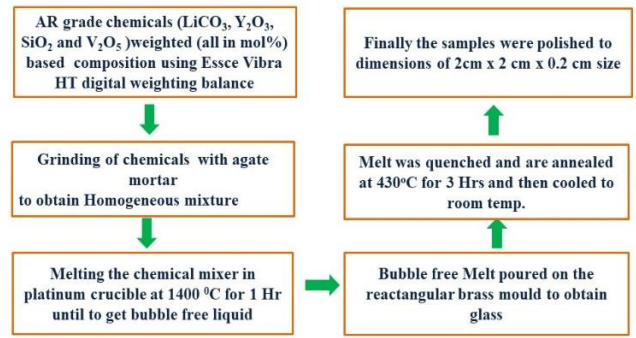 AR grade chemicals (LiCO₃, Y₂O₃,
SiO₂ and V₂O₅ )weighted (all in mol%)
based composition using Essce Vibra
HT digital weighting balance
Grinding of chemicals with agate
mortar
to obtain Homogeneous mixture
Melting the chemical mixer in
platinum crucible at 1400 ⁰C for 1 Hr
until to get bubble free liquid
Bubble free Melt poured on the
reactangular brass mould to obtain
glass
Melt was quenched and are annealed
at 430⁰C for 3 Hrs and then cooled to
room temp.
Finally the samples were polished to
dimensions of 2cm x 2 cm x 0.2 cm size